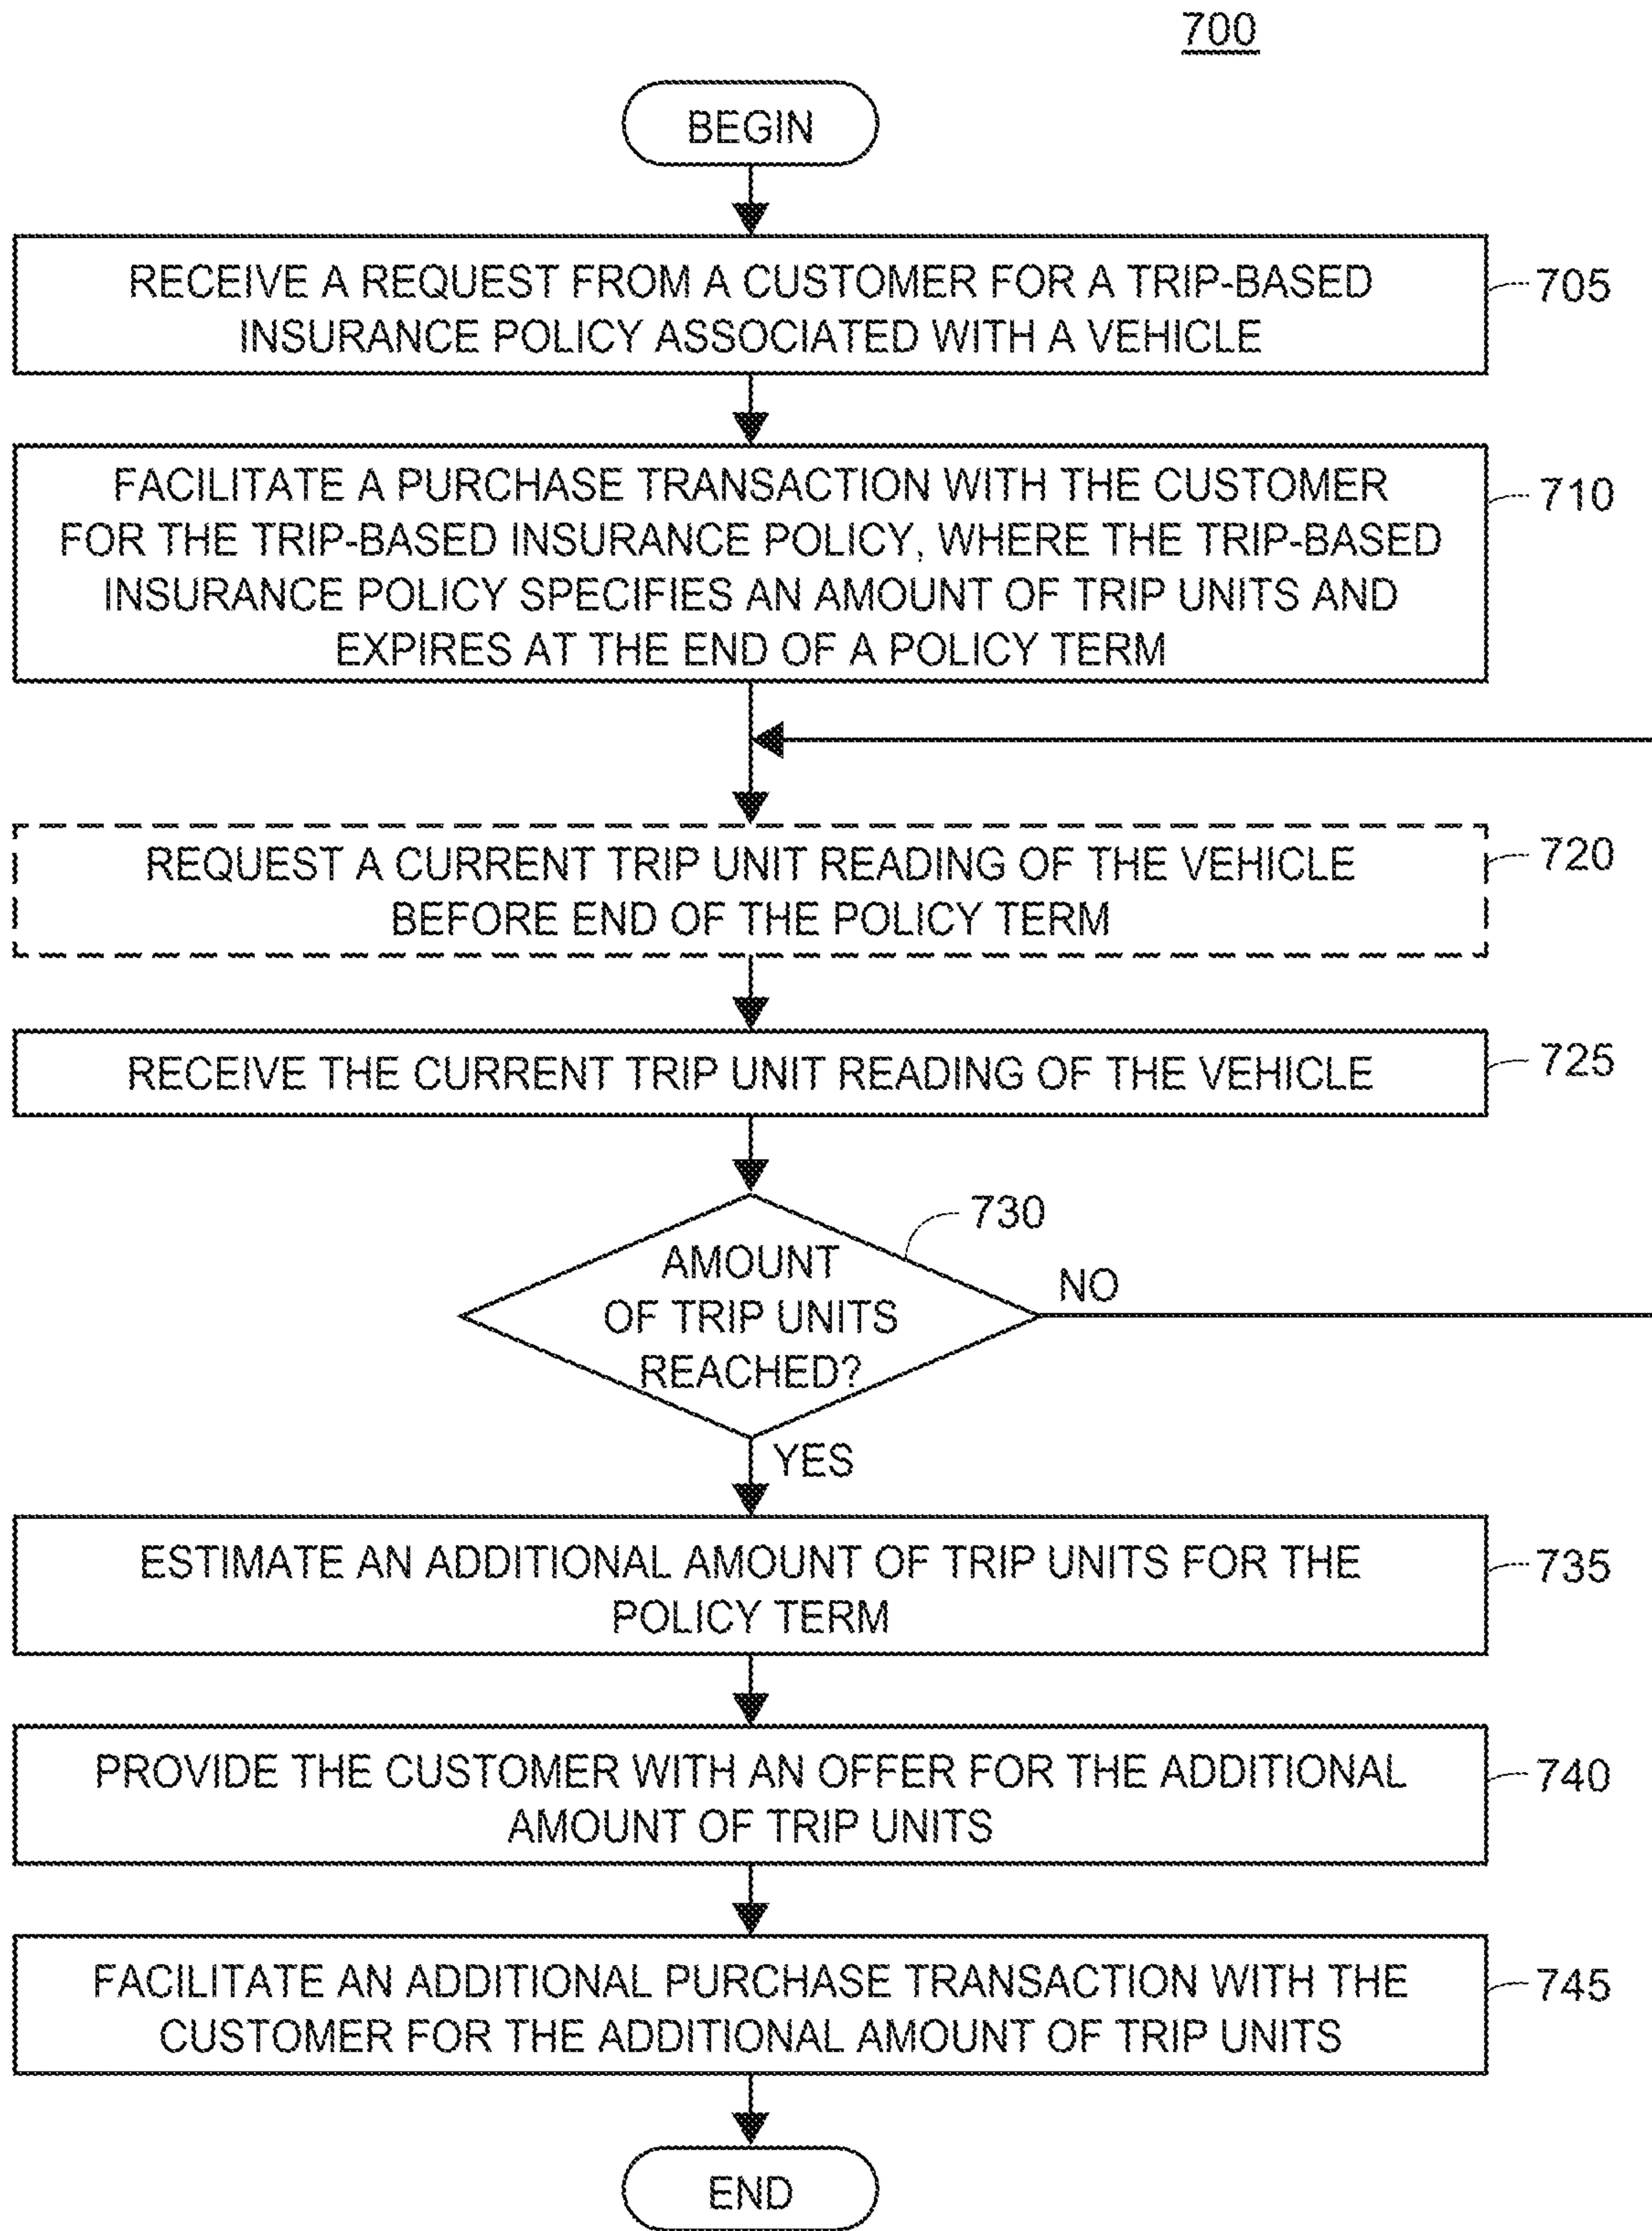 700
BEGIN
RECEIVE A REQUEST FROM A CUSTOMER FOR A TRIP-BASED
INSURANCE POLICY ASSOCIATED WITH A VEHICLE
705
FACILITATE A PURCHASE TRANSACTION WITH THE CUSTOMER
FOR THE TRIP-BASED INSURANCE POLICY, WHERE THE TRIP-BASED
INSURANCE POLICY SPECIFIES AN AMOUNT OF TRIP UNITS AND
EXPIRES AT THE END OF A POLICY TERM
710
REQUEST A CURRENT TRIP UNIT READING OF THE VEHICLE
BEFORE END OF THE POLICY TERM
720
RECEIVE THE CURRENT TRIP UNIT READING OF THE VEHICLE
725
730
AMOUNT
OF TRIP UNITS
REACHED?
NO
YES
ESTIMATE AN ADDITIONAL AMOUNT OF TRIP UNITS FOR THE
POLICY TERM
735
PROVIDE THE CUSTOMER WITH AN OFFER FOR THE ADDITIONAL
AMOUNT OF TRIP UNITS
740
FACILITATE AN ADDITIONAL PURCHASE TRANSACTION WITH THE
CUSTOMER FOR THE ADDITIONAL AMOUNT OF TRIP UNITS
745
END